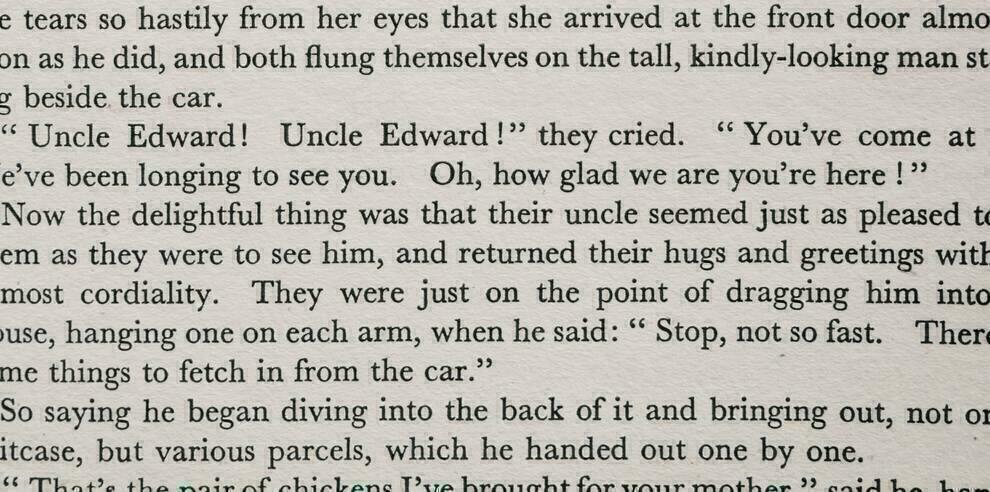 e tears so hastily from her eyes that she arrived at the front door almo
on as he did, and both flung themselves on the tall, kindly-looking man st
g beside the car.
“ Uncle Edward! Uncle Edward !” they cried. “ You’ve come at
e’ve been longing to see you. Oh, how glad we are you’re here !”
Now the delightful thing was that their uncle seemed just as pleased to
em as they were to see him, and returned their hugs and greetings with
most cordiality. They were just on the point of dragging him into
ouse, hanging one on each arm, when he said: “ Stop, not so fast. There
me things to fetch in from the car.”
So saying he began diving into the back of it and bringing out, not on
itcase, but various parcels, which he handed out one by one.
“ That’s the pair of chickens I’ve brought for your mother,” said he, han